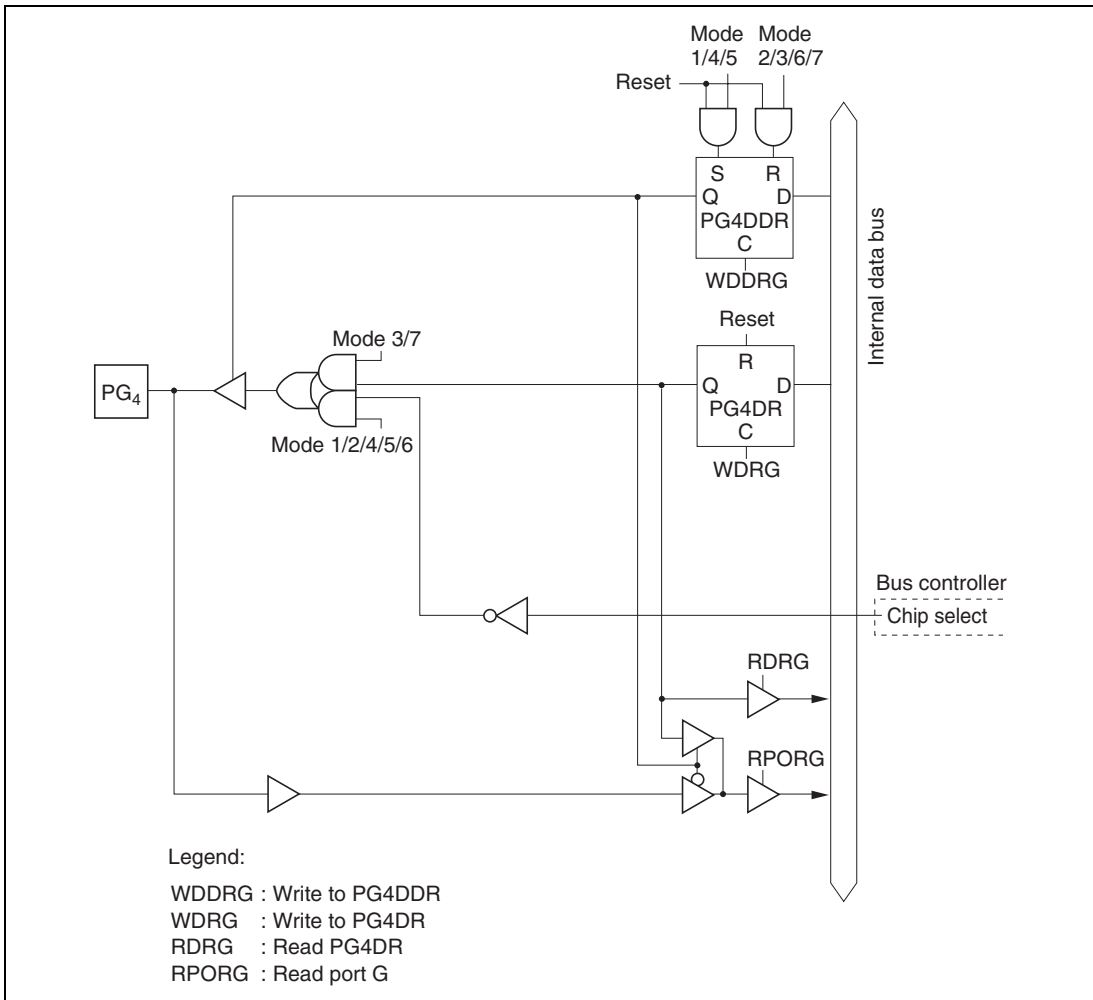 Mode
1/4/5
Mode
2/3/6/7
Reset
S R
Q D
PG4DDR
C
WDDRG
Internal data bus
Reset
R
Q D
PG4DR
C
WDRG
Mode 3/7
PG4
Mode 1/2/4/5/6
Bus controller
Chip select
RDRG
RPORG
Legend:
WDDRG : Write to PG4DDR
WDRG : Write to PG4DR
RDRG : Read PG4DR
RPORG : Read port G